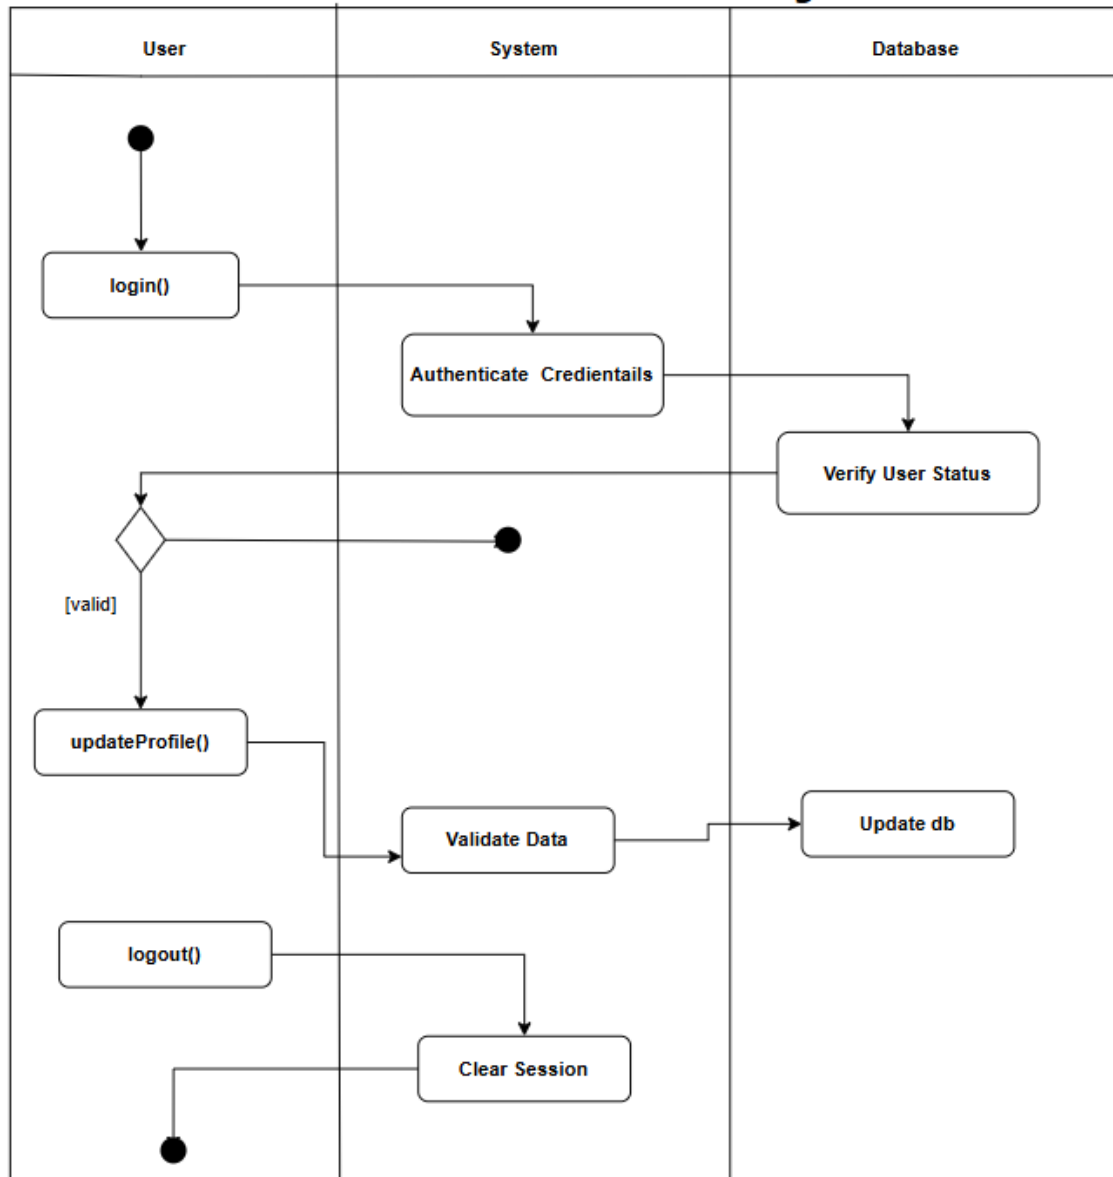 User
System
Database
login()
Authenticate Credientails
Verify User Status
[valid]
updateProfile()
Validate Data
Update db
logout()
Clear Session